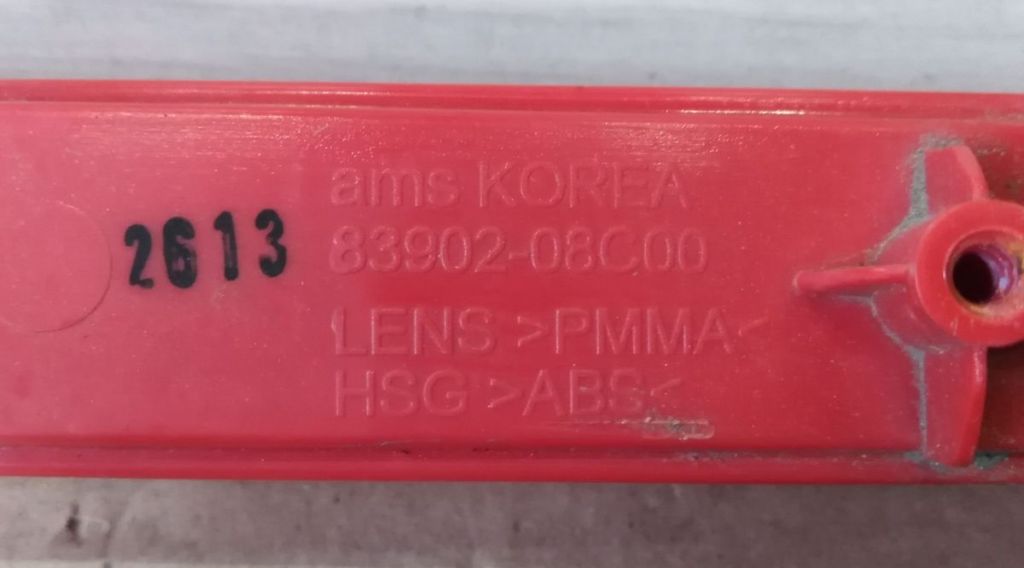 ams KOREA
2613
83902-08C00
LENS >PMMA<
HSG >ABS<